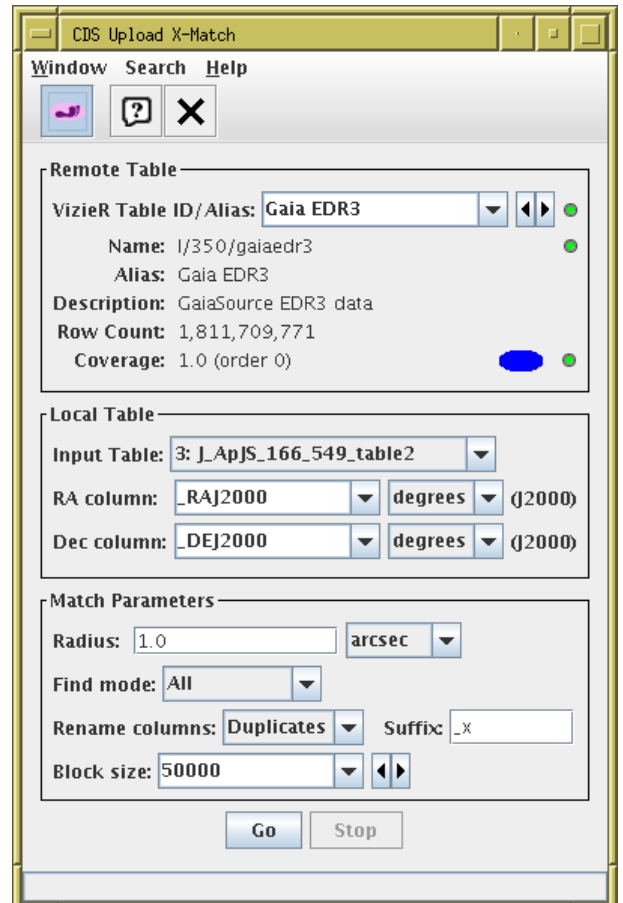 CDS Upload X-Match
Window Search Help
Remote Table
VizieR Table ID/Alias: Gaia EDR3
Name: I/350/gaiaedr3
Alias: Gaia EDR3
Description: GaiaSource EDR3 data
Row Count: 1,811,709,771
Coverage: 1.0 (order 0)
Local Table
Input Table: 3: J_ApJS_166_549_table2
RA column: _RAJ2000 degrees (J2000)
Dec column: _DEJ2000 degrees (J2000)
Match Parameters
Radius: 1.0 arcsec
Find mode: All
Rename columns: Duplicates Suffix: _x
Block size: 50000
Go Stop